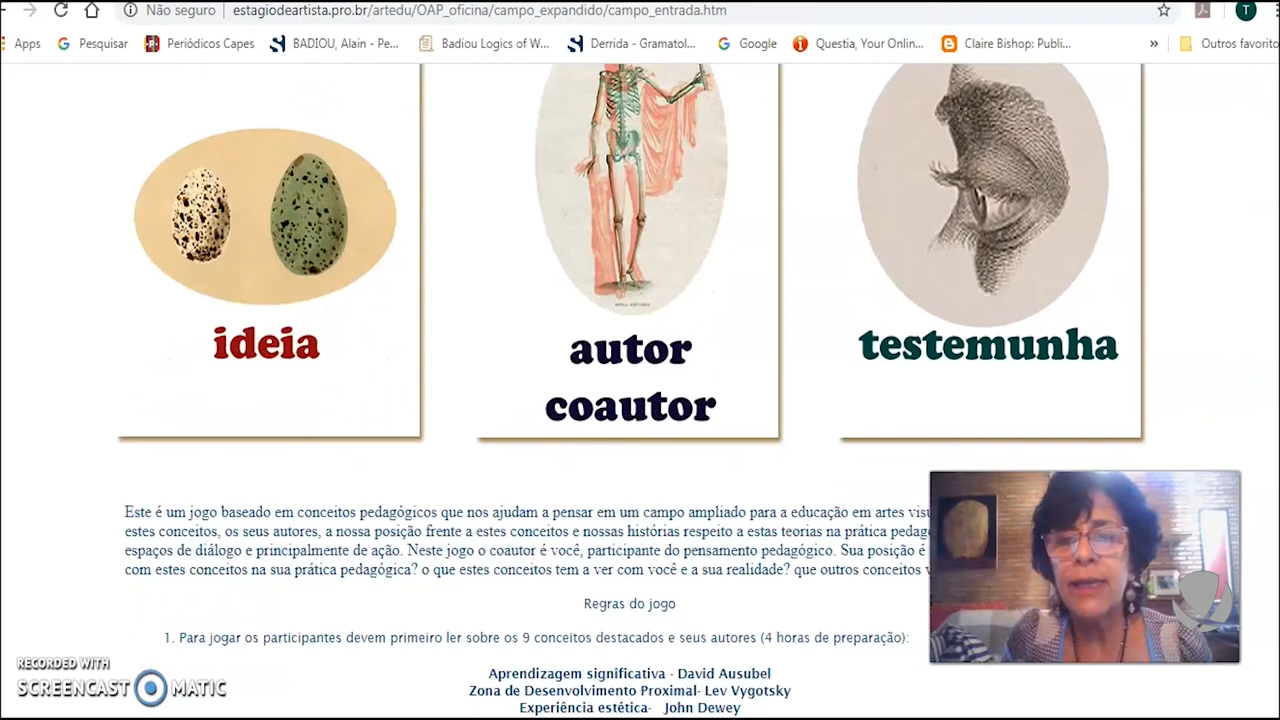 Não seguro
estagiodeartista.pro.br/artedu/OAP_oficina/campo_expandido/campo_entrada.htm
T
Apps Pesquisar Periódicos Capes BADIOU, Alain - Pe... Badiou Logics of W... Derrida - Gramatol... Google Questia, Your Onlin... Claire Bishop: Publi... » Outros favorito
ideia
autor
coautor
testemunha
Este é um jogo baseado em conceitos pedagógicos que nos ajudam a pensar em um campo ampliado para a educação em artes visu
estes conceitos, os seus autores, a nossa posição frente a estes conceitos e nossas histórias respeito a estas teorias na prática pedag
espaços de diálogo e principalmente de ação. Neste jogo o coautor é você, participante do pensamento pedagógico. Sua posição é
com estes conceitos na sua prática pedagógica? o que estes conceitos tem a ver com você e a sua realidade? que outros conceitos v
Regras do jogo
1. Para jogar os participantes devem primeiro ler sobre os 9 conceitos destacados e seus autores (4 horas de preparação):
Aprendizagem significativa - David Ausubel
Zona de Desenvolvimento Proximal- Lev Vygotsky
Experiência estética- John Dewey
RECORDED WITH
SCREENCAST MATIC